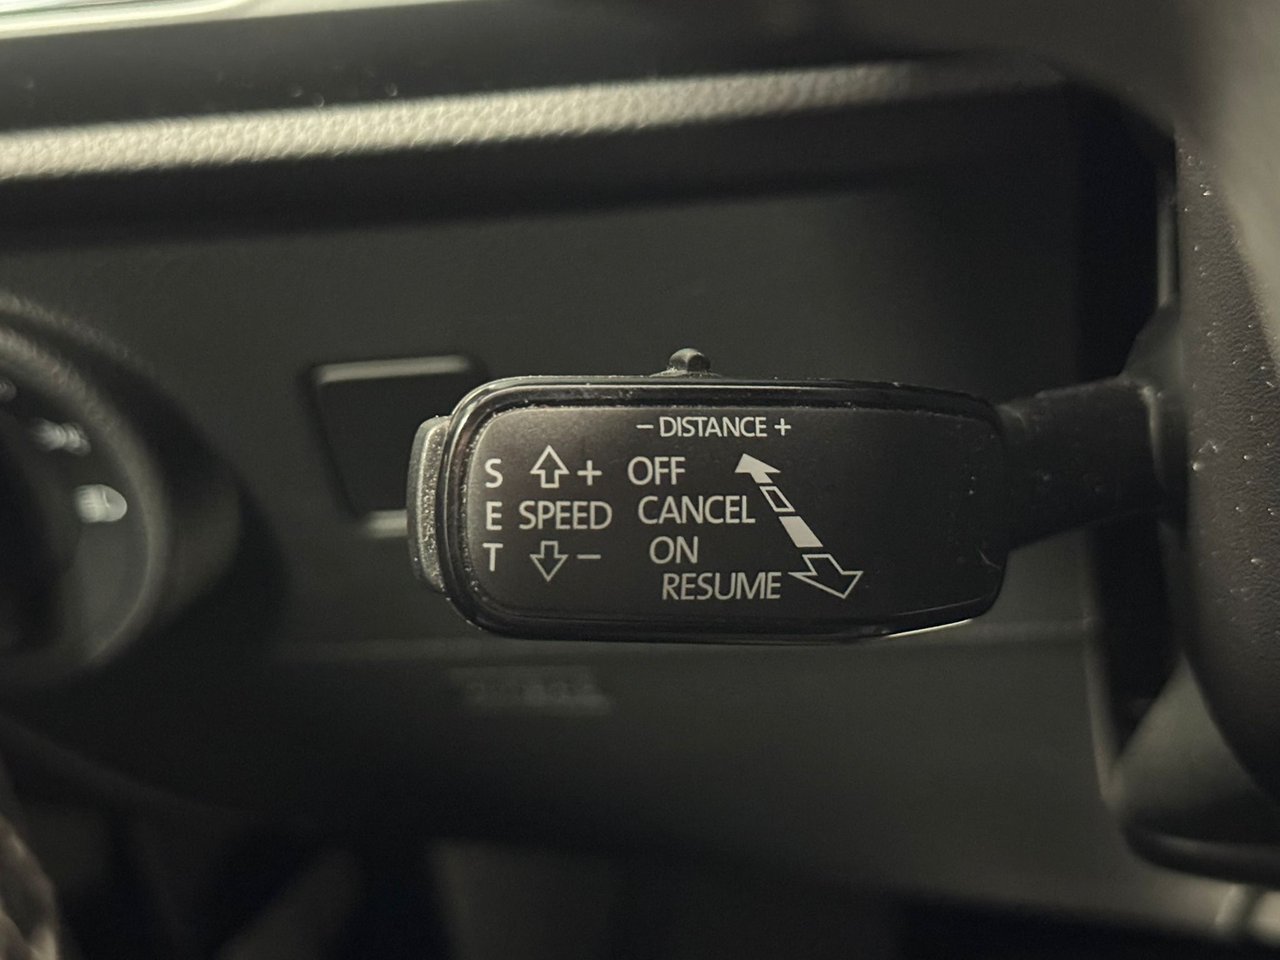 − DISTANCE +
S + OFF
E SPEED CANCEL
T − ON
RESUME